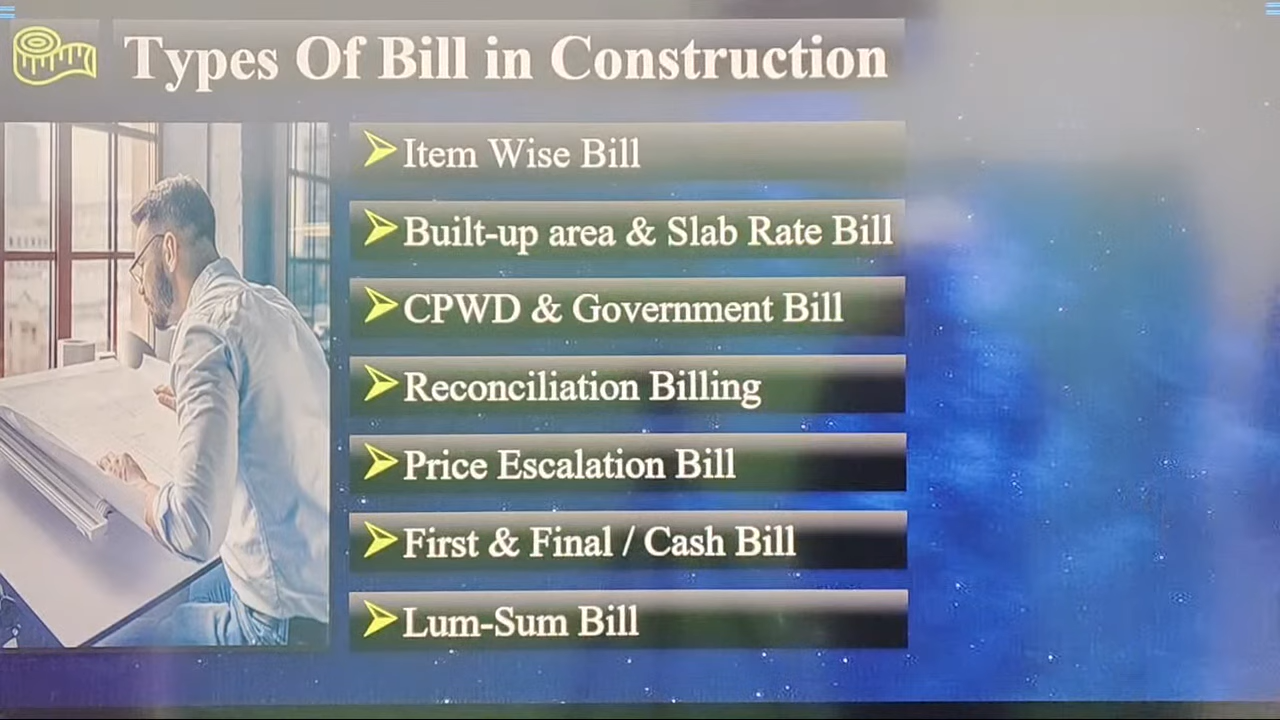 Types Of Bill in Construction
Item Wise Bill
Built-up area & Slab Rate Bill
CPWD & Government Bill
Reconciliation Billing
Price Escalation Bill
First & Final / Cash Bill
Lum-Sum Bill